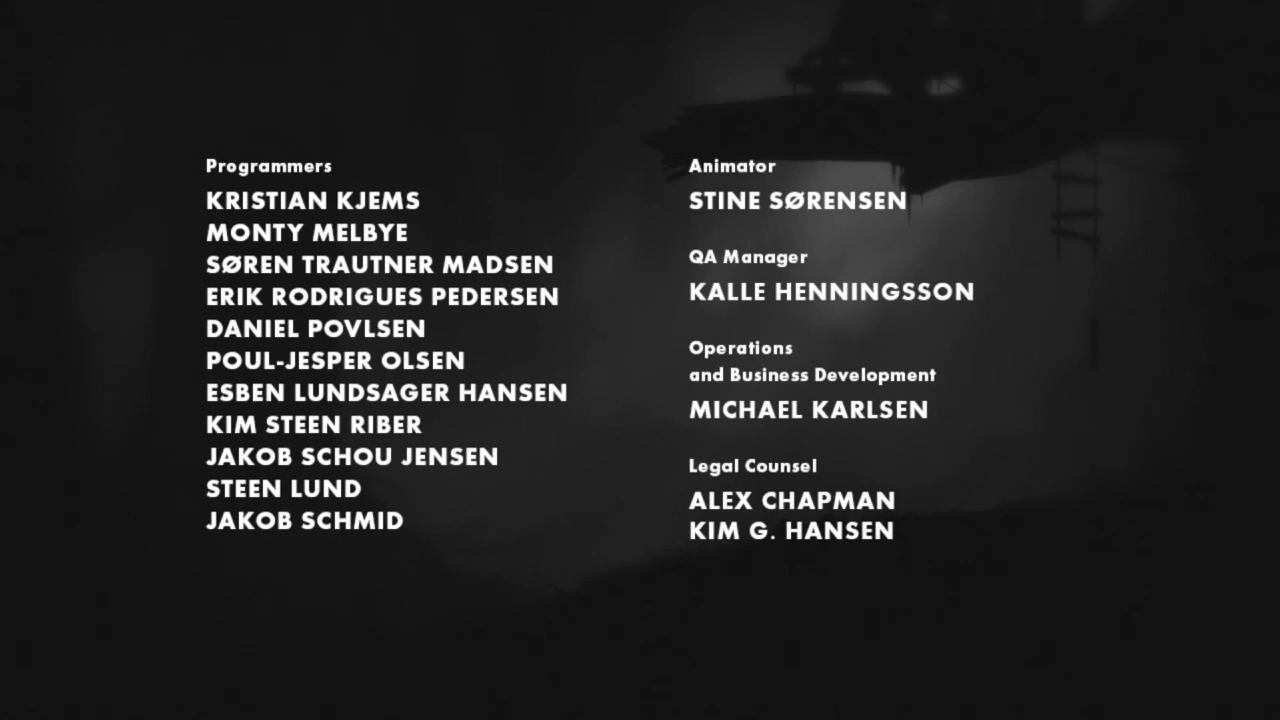 Programmers
KRISTIAN KJEMS
MONTY MELBYE
SØREN TRAUTNER MADSEN
ERIK RODRIGUES PEDERSEN
DANIEL POVLSEN
POUL-JESPER OLSEN
ESBEN LUNDSAGER HANSEN
KIM STEEN RIBER
JAKOB SCHOU JENSEN
STEEN LUND
JAKOB SCHMID
Animator
STINE SØRENSEN
QA Manager
KALLE HENNINGSSON
Operations
and Business Development
MICHAEL KARLSEN
Legal Counsel
ALEX CHAPMAN
KIM G. HANSEN